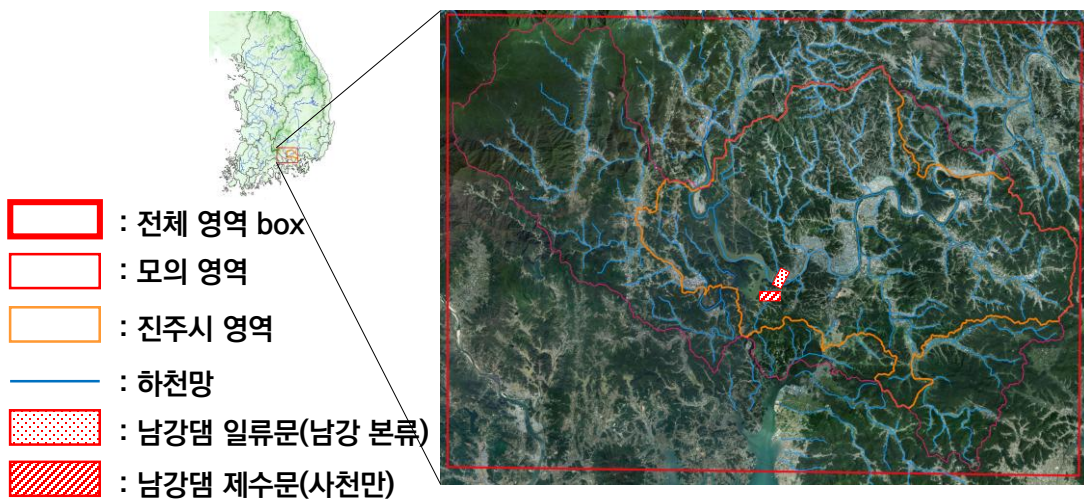 : 전체 영역 box
: 모의 영역
: 진주시 영역
: 하천망
: 남강댐 일류문(남강 본류)
: 남강댐 제수문(사천만)